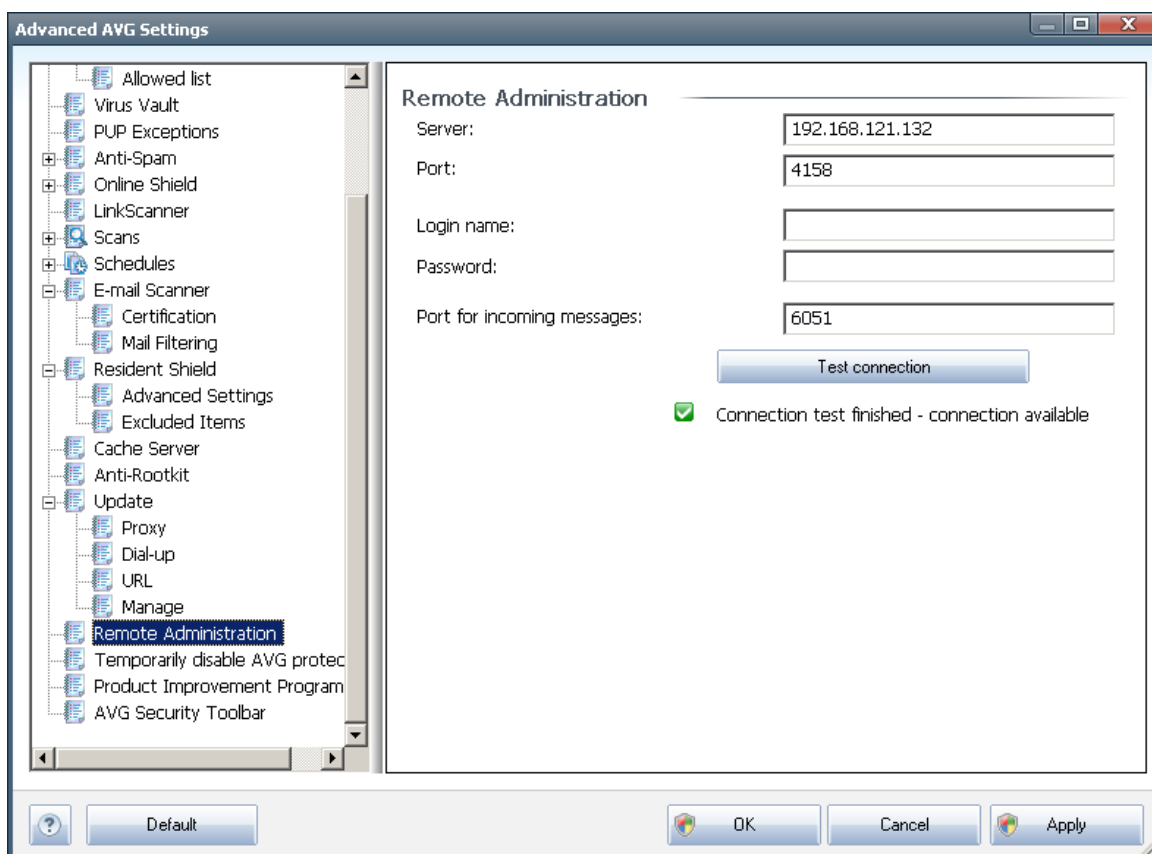 Advanced AVG Settings
Allowed list
Virus Vault
PUP Exceptions
Anti-Spam
Online Shield
LinkScanner
Scans
Schedules
E-mail Scanner
Certification
Mail Filtering
Resident Shield
Advanced Settings
Excluded Items
Cache Server
Anti-Rootkit
Update
Proxy
Dial-up
URL
Manage
Remote Administration
Temporarily disable AVG protec
Product Improvement Program
AVG Security Toolbar
Remote Administration
Server: 192.168.121.132
Port: 4158
Login name:
Password:
Port for incoming messages: 6051
Test connection
Connection test finished - connection available
? Default OK Cancel Apply